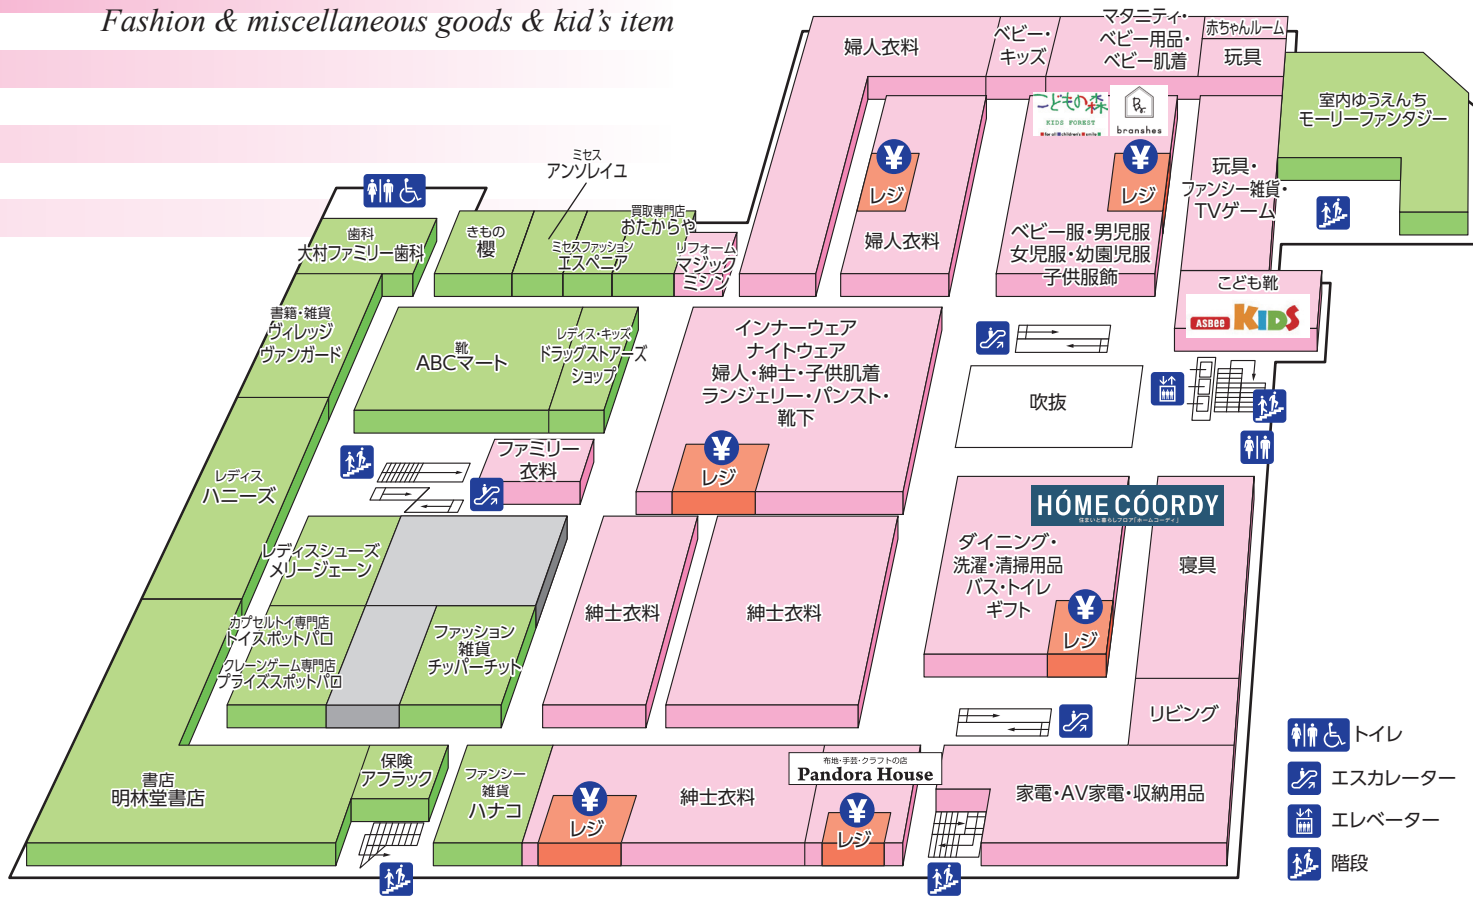 Fashion & miscellaneous goods & kid's item
婦人衣料
ベビー・
キッズ
マタニティ・
ベビー用品・
ベビー肌着
赤ちゃんルーム
玩具
室内ゆうえんち
モーリーファンタジー
こどもの森
KIDS FOREST
branshes
¥
レジ
婦人衣料
¥
レジ
ベビー服・男児服
女児服・幼園児服
子供服飾
玩具・
ファンシー雑貨・
TVゲーム
こども靴
ASBee KIDS
ミセス
アンソレイユ
買取専門店
おたからや
歯科
大村ファミリー歯科
きもの
櫻
ミセスファッション
エスペニア
リフォーム
マジック
ミシン
書籍・雑貨
ヴィレッジ
ヴァンガード
靴
ABCマート
レディス・キッズ
ドラッグストアーズ
ショップ
インナーウェア
ナイトウェア
婦人・紳士・子供肌着
ランジェリー・パンスト・
靴下
¥
レジ
吹抜
ファミリー
衣料
レディス
ハニーズ
HÓME CÓORDY
住まいと暮らしフロア「ホームコーディ」
ダイニング・
洗濯・清掃用品
バス・トイレ
ギフト
¥
レジ
寝具
レディスシューズ
メリージェーン
カプセルトイ専門店
トイスポットパロ
クレーンゲーム専門店
プライズスポットパロ
ファッション
雑貨
チッパーチット
紳士衣料
紳士衣料
リビング
書店
明林堂書店
保険
アフラック
ファンシー
雑貨
ハナコ
¥
レジ
紳士衣料
布地・手芸・クラフトの店
Pandora House
¥
レジ
家電・AV家電・収納用品
トイレ
エスカレーター
エレベーター
階段